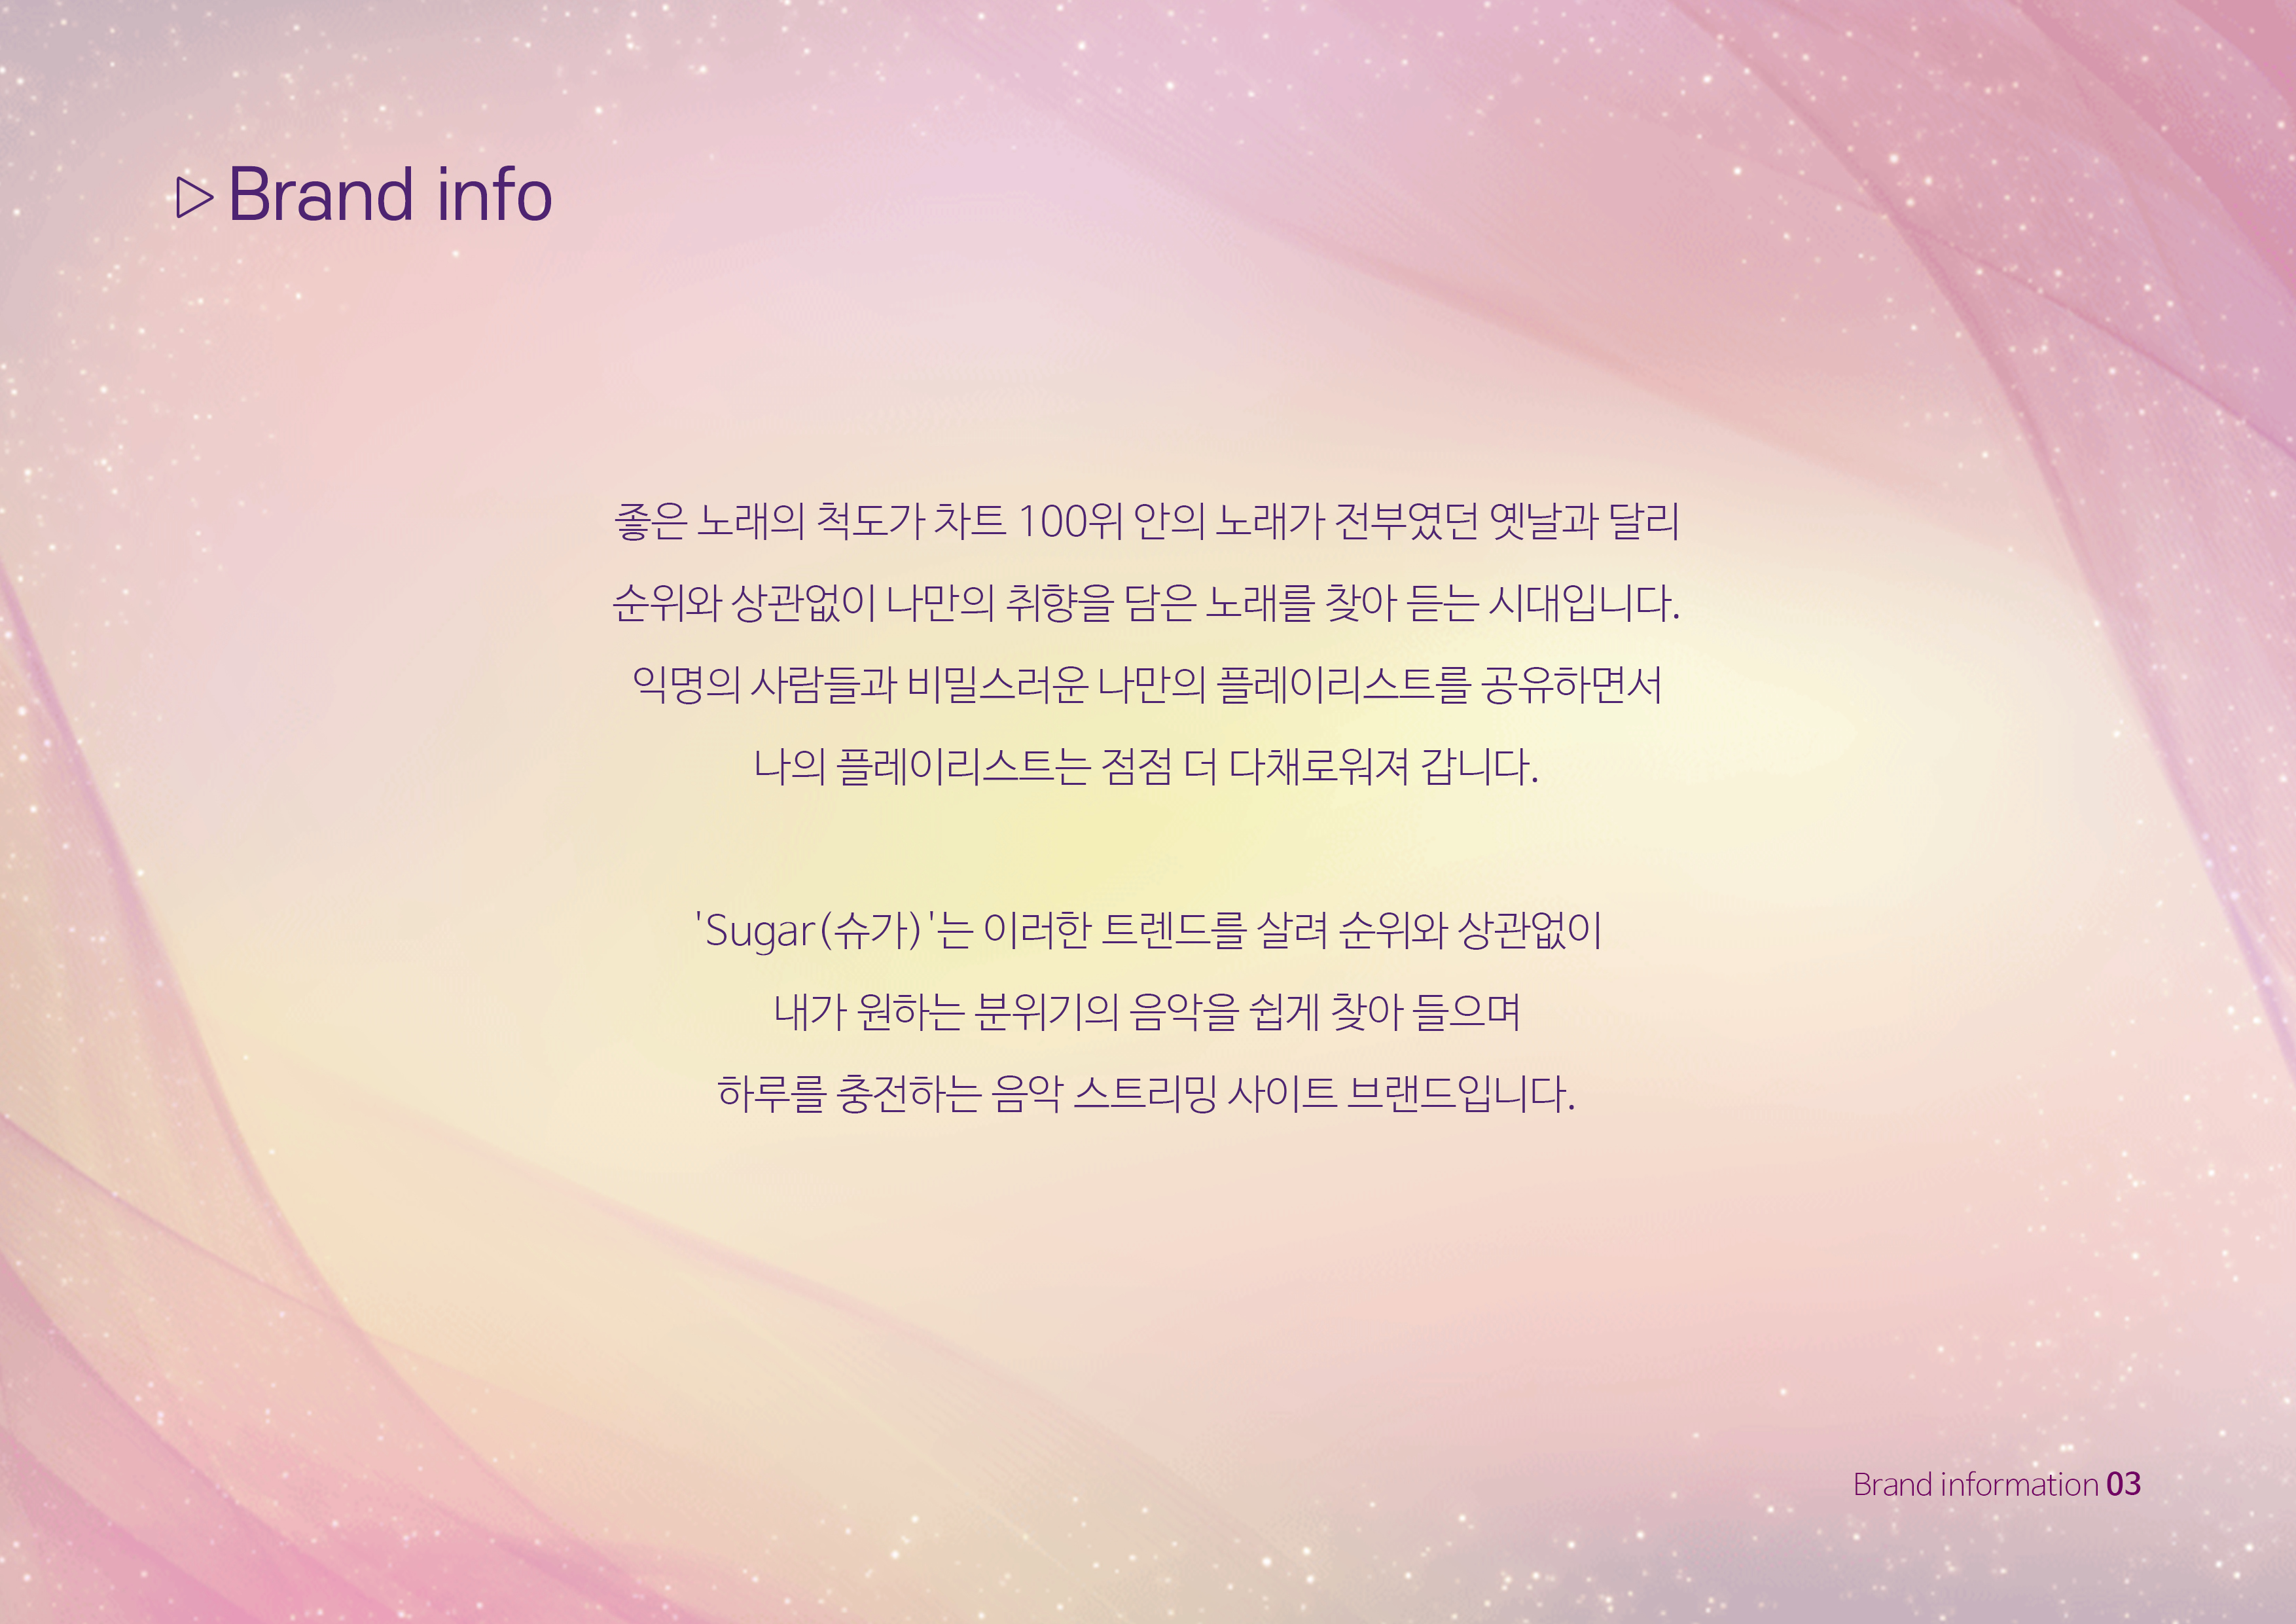 ▷Brand info
좋은 노래의 척도가 차트 100위 안의 노래가 전부였던 옛날과 달리
순위와 상관없이 나만의 취향을 담은 노래를 찾아 듣는 시대입니다.
익명의 사람들과 비밀스러운 나만의 플레이리스트를 공유하면서
나의 플레이리스트는 점점 더 다채로워져 갑니다.
'Sugar(슈가)'는 이러한 트렌드를 살려 순위와 상관없이
내가 원하는 분위기의 음악을 쉽게 찾아 들으며
하루를 충전하는 음악 스트리밍 사이트 브랜드입니다.
Brand information 03